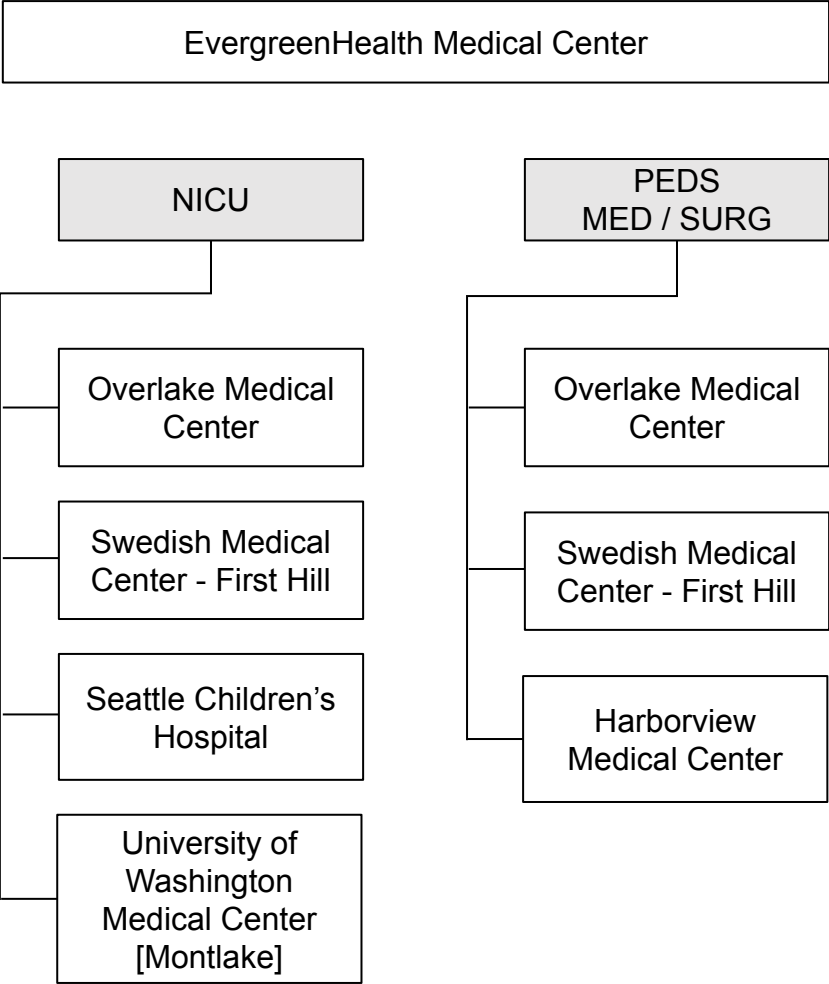 EvergreenHealth Medical Center
NICU
Overlake Medical
Center
Swedish Medical
Center - First Hill
Seattle Children’s
Hospital
University of
Washington
Medical Center
[Montlake]
PEDS
MED / SURG
Overlake Medical
Center
Swedish Medical
Center - First Hill
Harborview
Medical Center